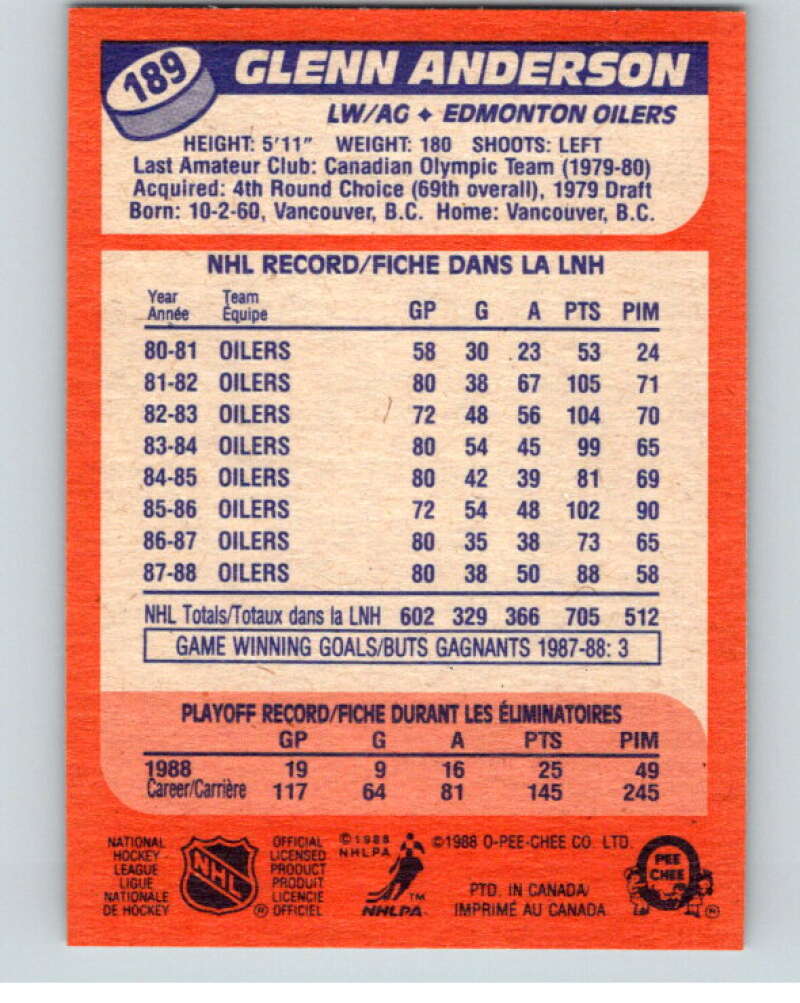 189
GLENN ANDERSON
LW/AG ♦ EDMONTON OILERS
HEIGHT: 5'11" WEIGHT: 180 SHOOTS: LEFT
Last Amateur Club: Canadian Olympic Team (1979-80)
Acquired: 4th Round Choice (69th overall), 1979 Draft
Born: 10-2-60, Vancouver, B.C. Home: Vancouver, B.C.
NHL RECORD/FICHE DANS LA LNH
Year Team
Année Équipe GP G A PTS PIM
80-81 OILERS 58 30 23 53 24
81-82 OILERS 80 38 67 105 71
82-83 OILERS 72 48 56 104 70
83-84 OILERS 80 54 45 99 65
84-85 OILERS 80 42 39 81 69
85-86 OILERS 72 54 48 102 90
86-87 OILERS 80 35 38 73 65
87-88 OILERS 80 38 50 88 58
NHL Totals/Totaux dans la LNH 602 329 366 705 512
GAME WINNING GOALS/BUTS GAGNANTS 1987-88: 3
PLAYOFF RECORD/FICHE DURANT LES ÉLIMINATOIRES
GP G A PTS PIM
1988 19 9 16 25 49
Career/Carrière 117 64 81 145 245
NATIONAL
HOCKEY
LEAGUE
LIGUE
NATIONALE
DE HOCKEY
NHL
®
OFFICIAL
LICENSED
PRODUCT
PRODUIT
LICENCIE
OFFICIEL
©1988
NHLPA
™
NHLPA
©1988 O-PEE-CHEE CO. LTD.
PTD. IN CANADA/
IMPRIMÉ AU CANADA
O
PEE
CHEE
®